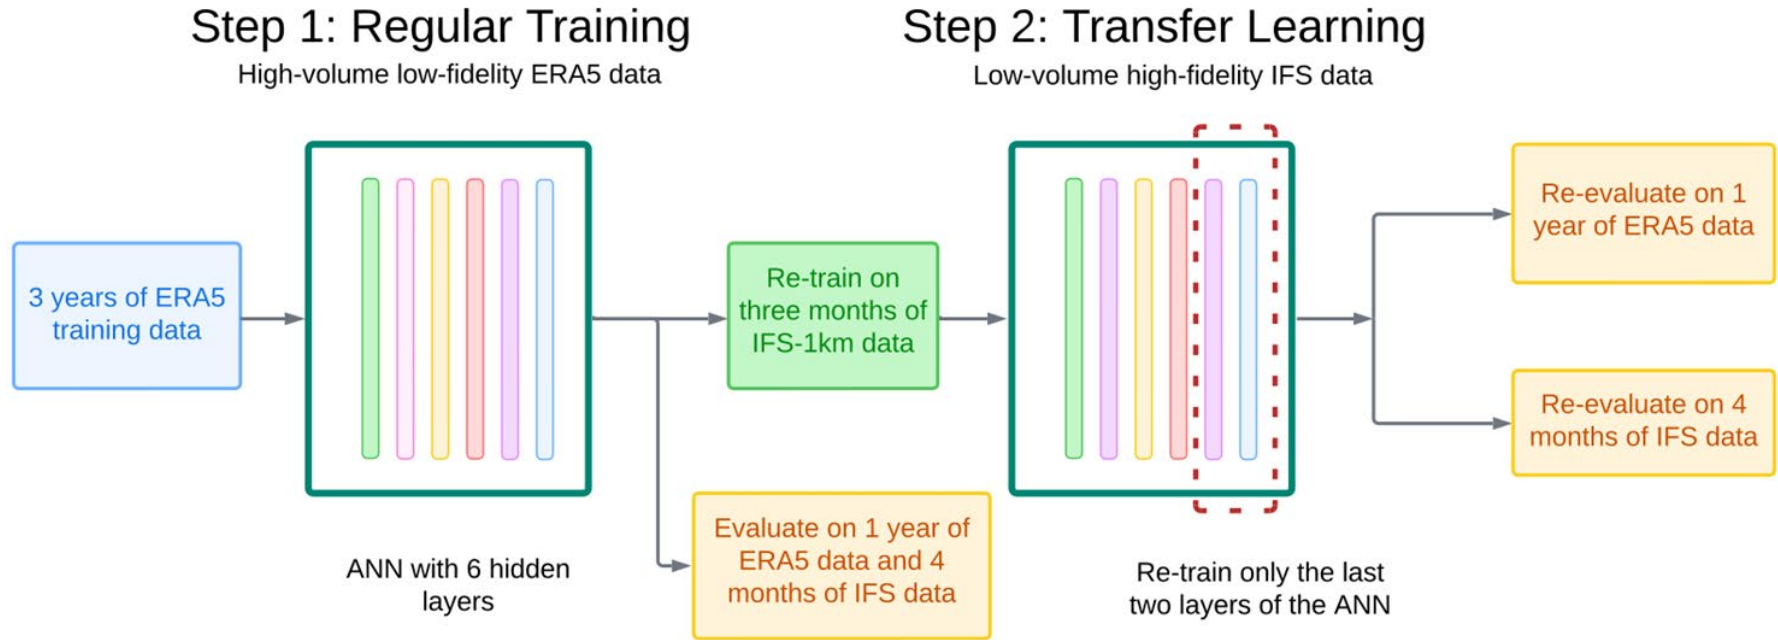 Step 1: Regular Training
High-volume low-fidelity ERA5 data
3 years of ERA5
training data
ANN with 6 hidden
layers
Re-train on
three months of
IFS-1km data
Evaluate on 1 year of
ERA5 data and 4
months of IFS data
Step 2: Transfer Learning
Low-volume high-fidelity IFS data
Re-train only the last
two layers of the ANN
Re-evaluate on 1
year of ERA5 data
Re-evaluate on 4
months of IFS data